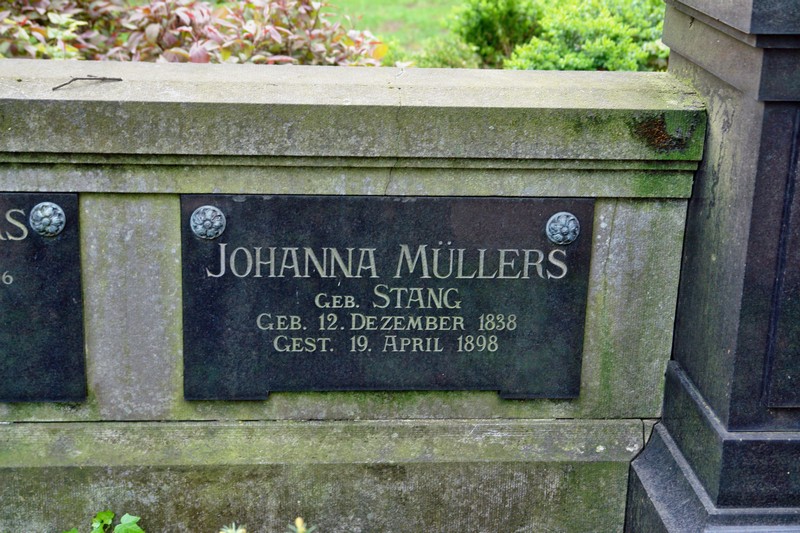 JOHANNA MÜLLERS
GEB. STANG
GEB. 12. DEZEMBER 1838
GEST. 19. APRIL 1898